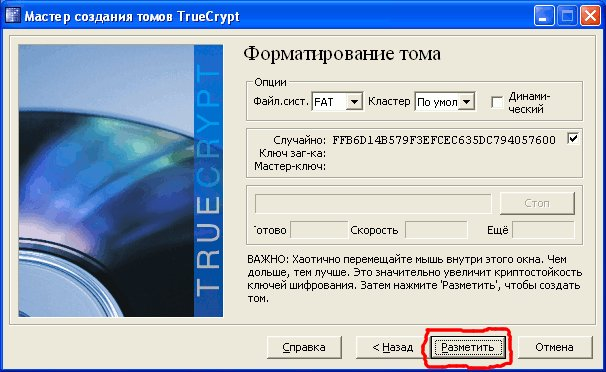 Мастер создания томов TrueCrypt
TRUECRYPT
Форматирование тома
Опции
Файл.сист. FAT Кластер По умол Динами-
ческий
Случайно: FFB6D14B579F3EFCEC635DC794057600
Ключ заг-ка:
Мастер-ключ:
Стоп
Готово Скорость Ещё
ВАЖНО: Хаотично перемещайте мышь внутри этого окна. Чем
дольше, тем лучше. Это значительно увеличит криптостойкость
ключей шифрования. Затем нажмите 'Разметить', чтобы создать
том.
Справка < Назад Разметить Отмена